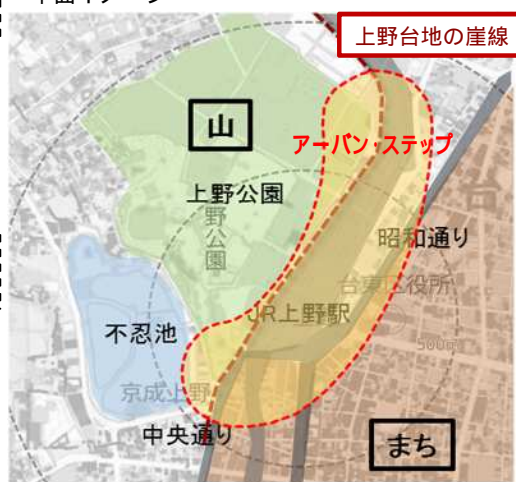 上野台地の崖線
山
アーバン・ステップ
上野公園
野公園
昭和通り
台東区役所
JR上野駅
不忍池
500m
京成上野
中央通り
まち